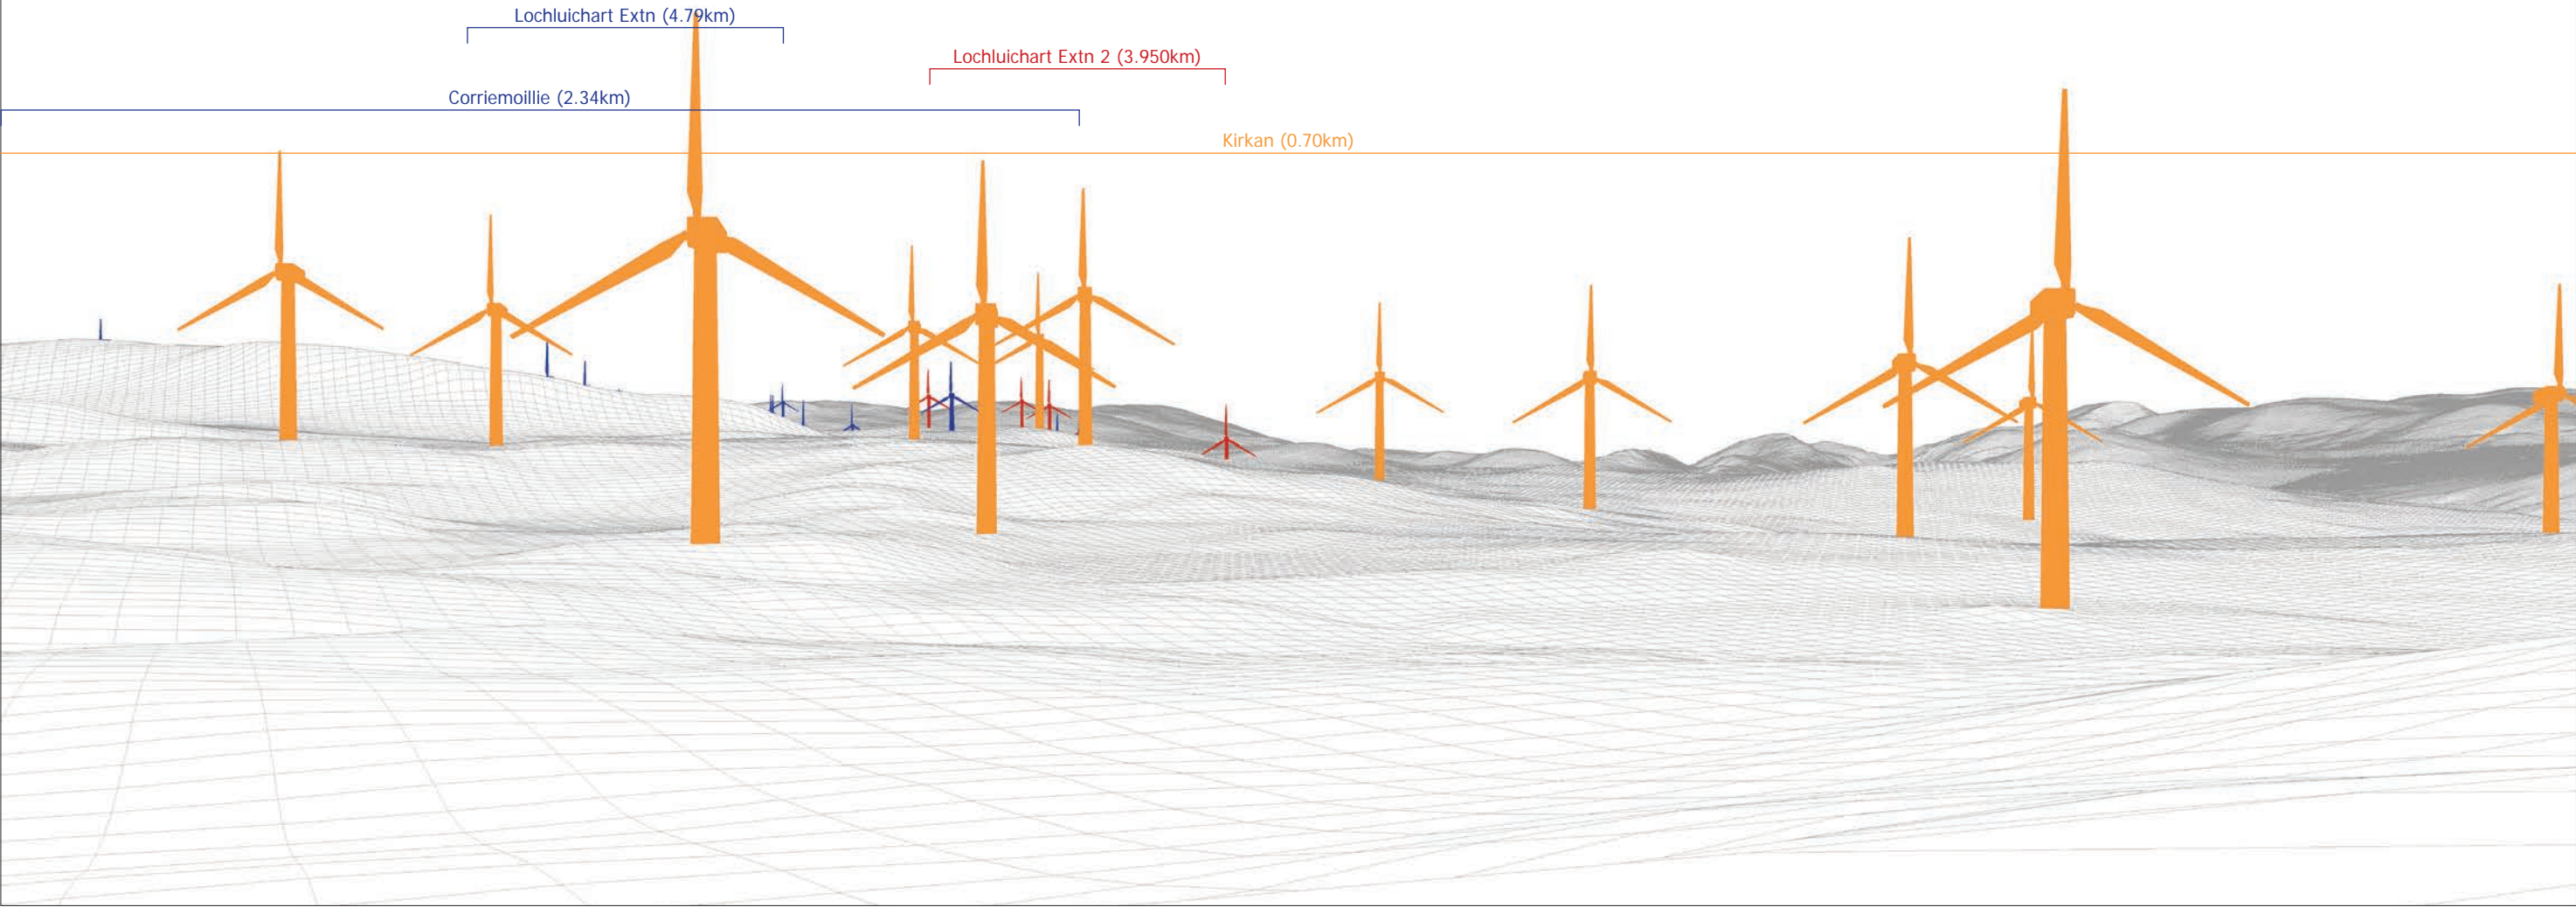 Lochluichart Extn (4.79km)
Lochluichart Extn 2 (3.950km)
Corriemoillie (2.34km)
Kirkan (0.70km)